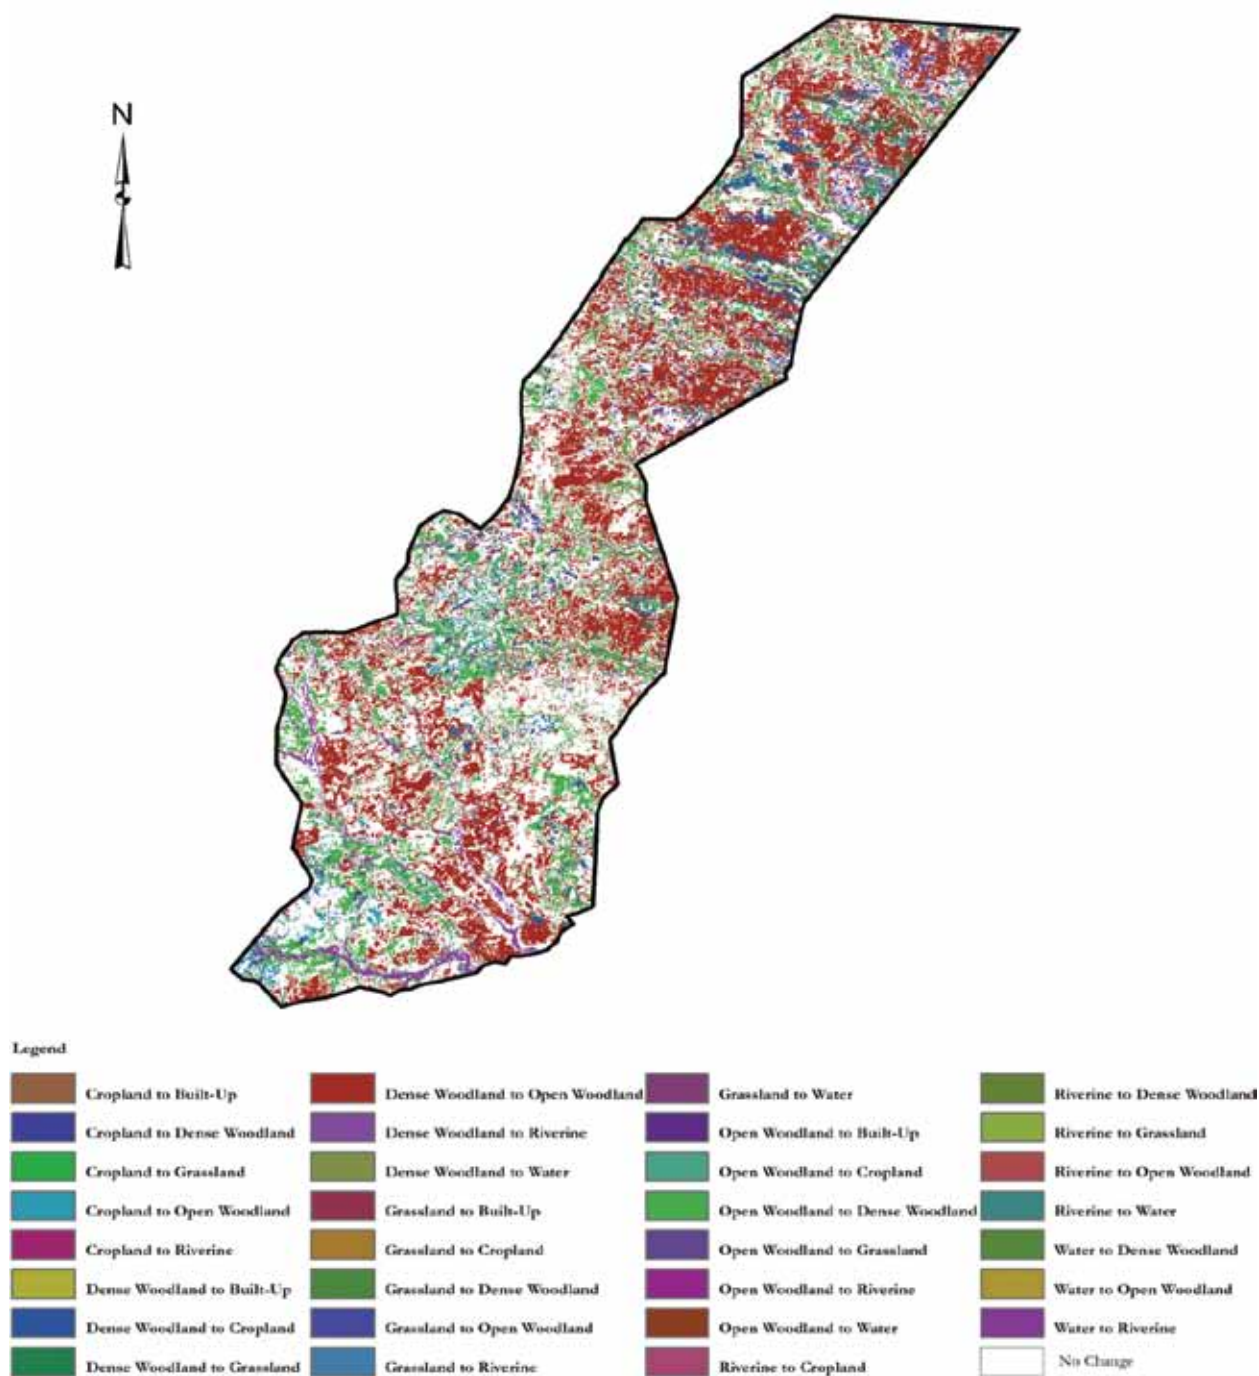 N
Legend
Cropland to Built-Up
Cropland to Dense Woodland
Cropland to Grassland
Cropland to Open Woodland
Cropland to Riverine
Dense Woodland to Built-Up
Dense Woodland to Cropland
Dense Woodland to Grassland
Dense Woodland to Open Woodland
Dense Woodland to Riverine
Dense Woodland to Water
Grassland to Built-Up
Grassland to Cropland
Grassland to Dense Woodland
Grassland to Open Woodland
Grassland to Riverine
Grassland to Water
Open Woodland to Built-Up
Open Woodland to Cropland
Open Woodland to Dense Woodland
Open Woodland to Grassland
Open Woodland to Riverine
Open Woodland to Water
Riverine to Cropland
Riverine to Dense Woodland
Riverine to Grassland
Riverine to Open Woodland
Riverine to Water
Water to Dense Woodland
Water to Open Woodland
Water to Riverine
No Change